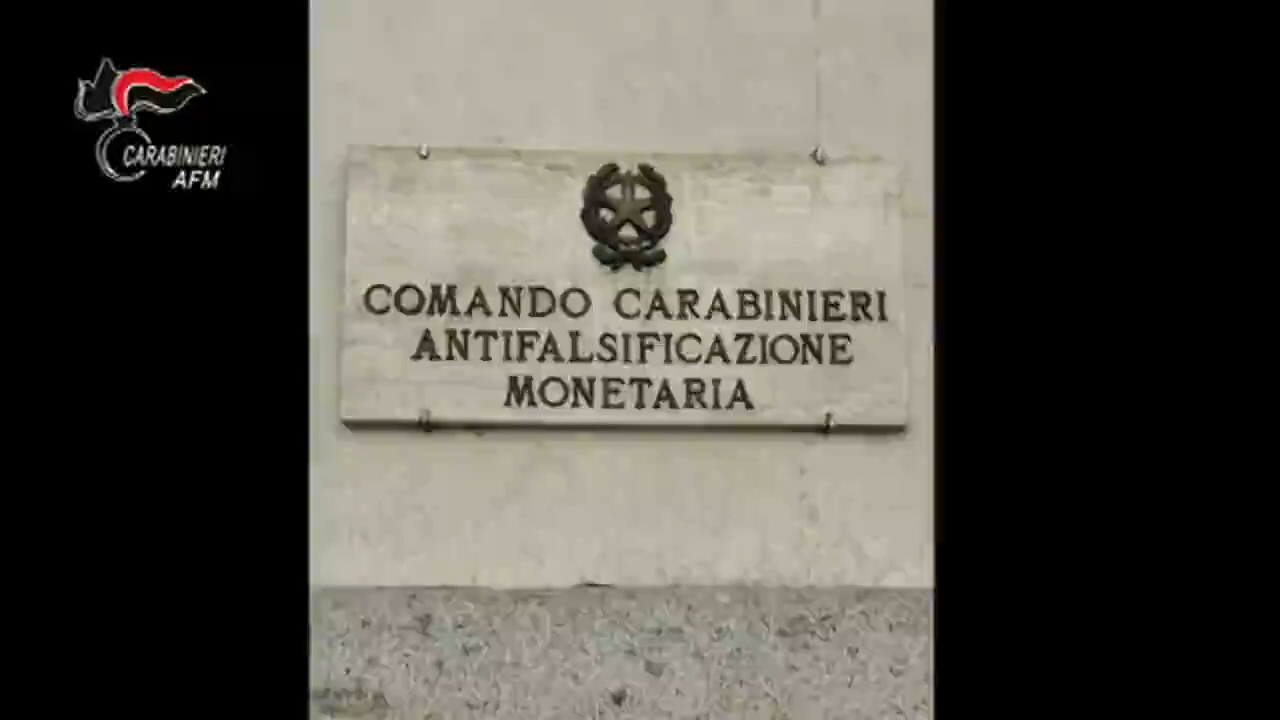 CARABINIERI
AFM
COMANDO CARABINIERI
ANTIFALSIFICAZIONE
MONETARIA